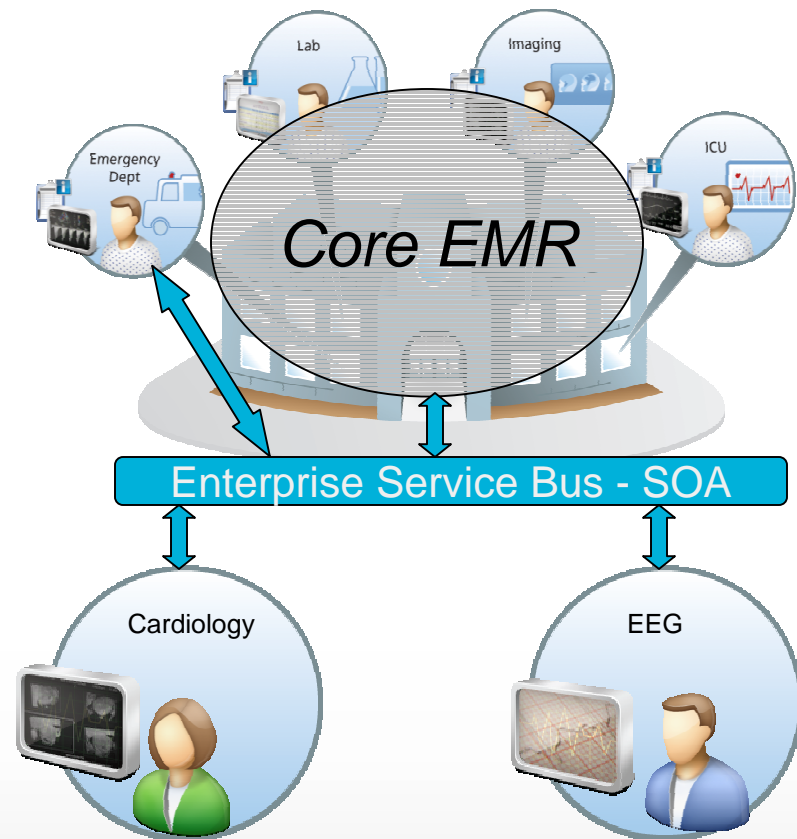 Lab
Imaging
Emergency
Dept
ICU
Core EMR
Enterprise Service Bus - SOA
Cardiology
EEG